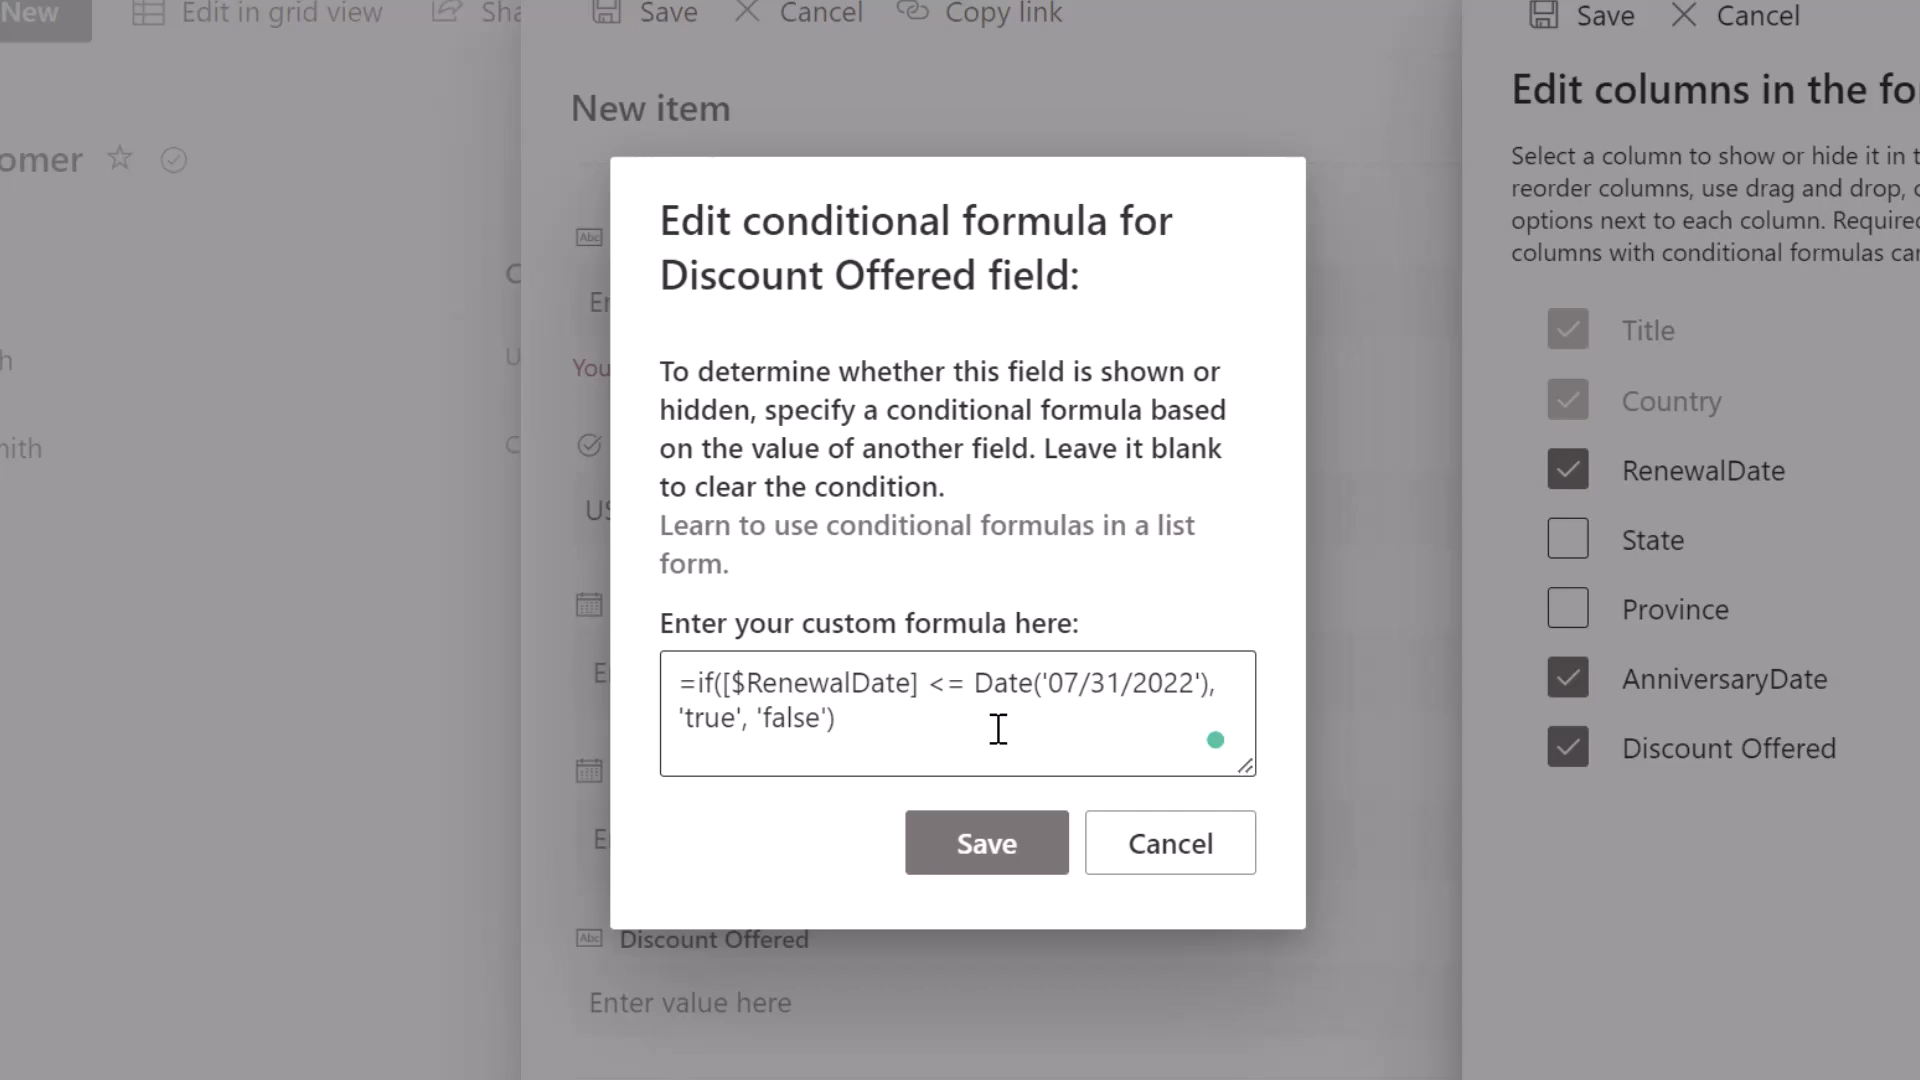 New
Edit in grid view
Save
Cancel
Copy link
Save
Cancel
New item
Edit columns in the
omer
Select a column to show or hide it in
reorder columns, use drag and drop,
options next to each column. Required
columns with conditional formulas
Edit conditional formula for
Discount Offered field:
To determine whether this field is shown or
hidden, specify a conditional formula based
on the value of another field. Leave it blank
to clear the condition.
Learn to use conditional formulas in a list
form.
Enter your custom formula here:
=if([$RenewalDate] <= Date('07/31/2022'),
'true', 'false')
Save
Cancel
Abc
You
Title
Country
RenewalDate
State
Province
AnniversaryDate
Discount Offered
Abc
Discount Offered
Enter value here